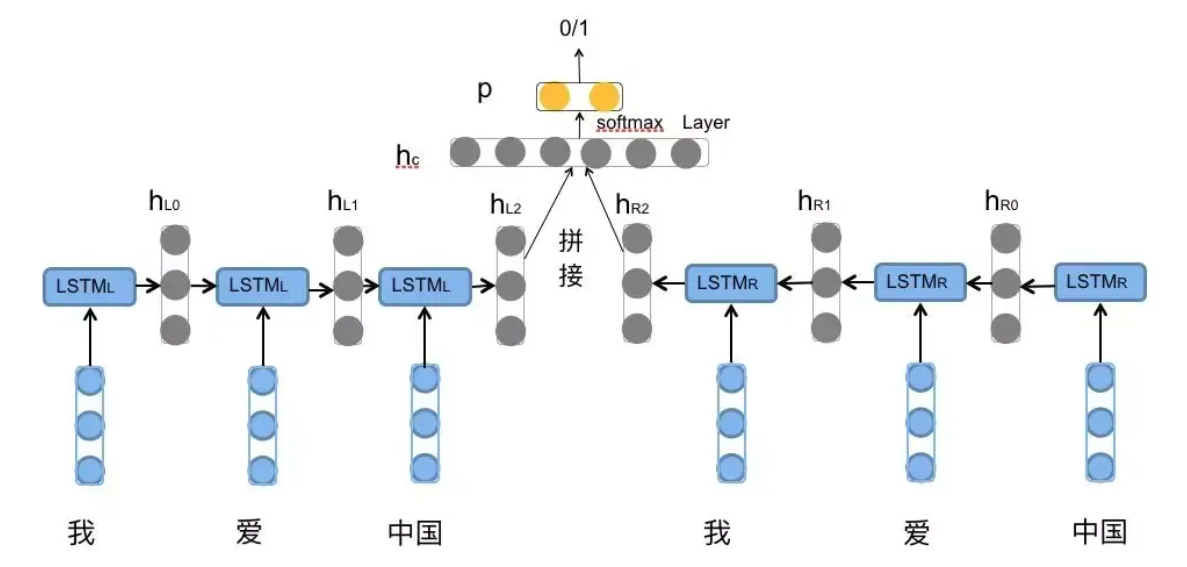 0/1
p
softmax Layer
hc
hL0 hL1 hL2 hR2 hR1 hR0
拼
接
LSTML LSTML LSTML LSTMR LSTMR LSTMR
我 爱 中国 我 爱 中国